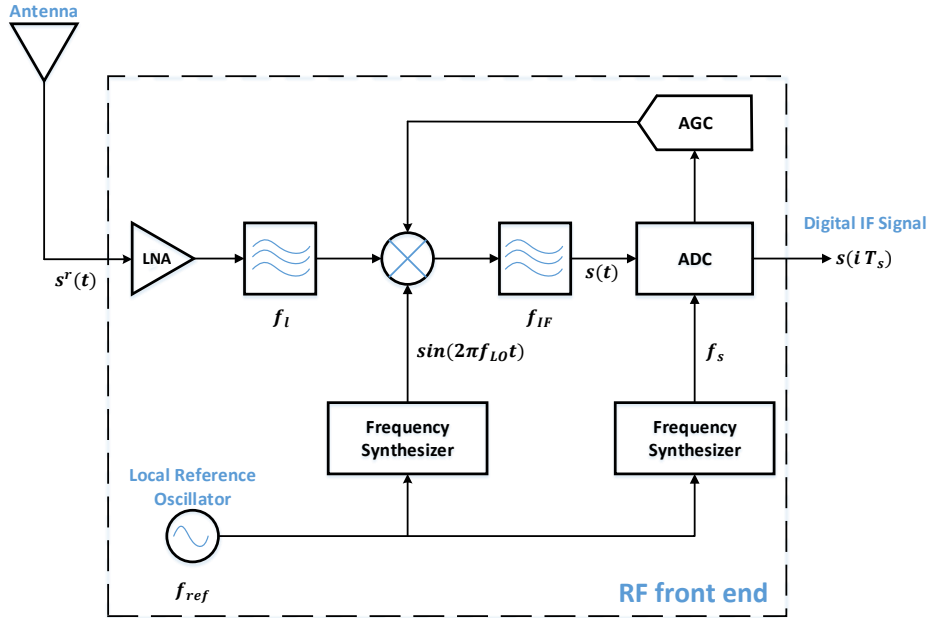 Antenna
AGC
Digital IF Signal
LNA
ADC
s^r(t)
s(t)
s(i T_s)
f_l
f_IF
sin(2πf_LO t)
f_s
Frequency
Synthesizer
Frequency
Synthesizer
Local Reference
Oscillator
f_ref
RF front end